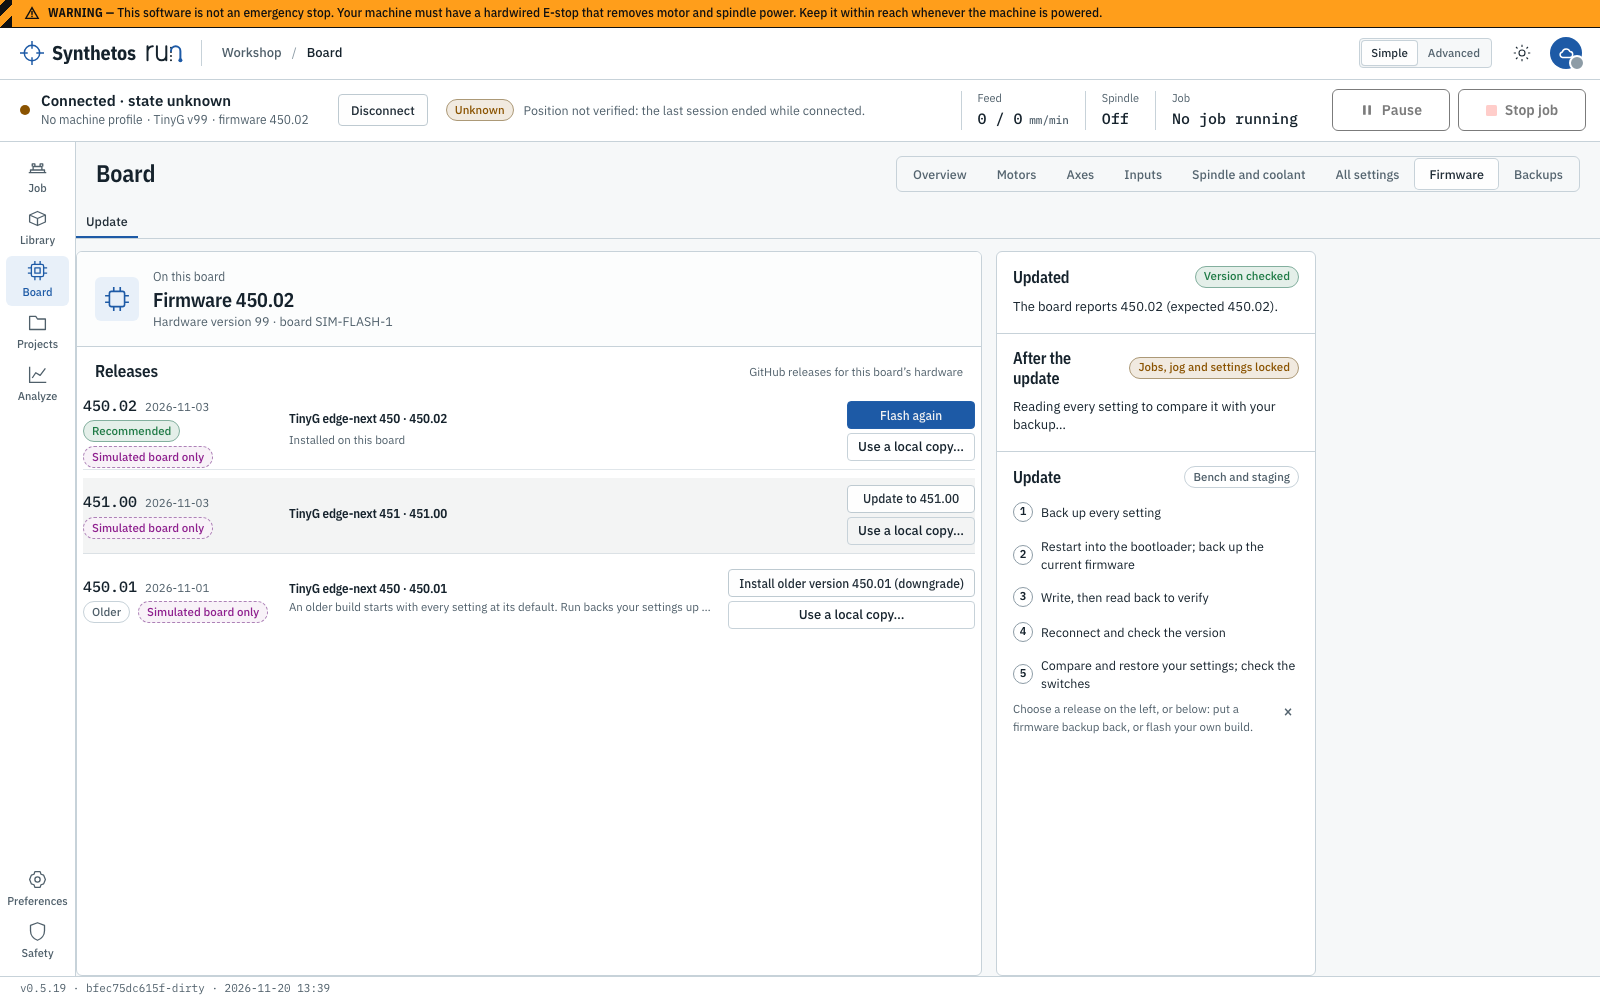 WARNING — This software is not an emergency stop. Your machine must have a hardwired E-stop that removes motor and spindle power. Keep it within reach whenever the machine is powered.
Synthetos run
Workshop / Board
Simple Advanced
Connected · state unknown
No machine profile · TinyG v99 · firmware 450.02
Disconnect
Unknown
Position not verified: the last session ended while connected.
Feed
0 / 0 mm/min
Spindle
Off
Job
No job running
Pause
Stop job
Job
Library
Board
Projects
Analyze
Preferences
Safety
Board
Overview Motors Axes Inputs Spindle and coolant All settings Firmware Backups
Update
On this board
Firmware 450.02
Hardware version 99 · board SIM-FLASH-1
Releases
GitHub releases for this board's hardware
450.02 2026-11-03
Recommended
Simulated board only
TinyG edge-next 450 · 450.02
Installed on this board
Flash again
Use a local copy...
451.00 2026-11-03
Simulated board only
TinyG edge-next 451 · 451.00
Update to 451.00
Use a local copy...
450.01 2026-11-01
Older Simulated board only
TinyG edge-next 450 · 450.01
An older build starts with every setting at its default. Run backs your settings up ...
Install older version 450.01 (downgrade)
Use a local copy...
Updated
Version checked
The board reports 450.02 (expected 450.02).
After the
update
Jobs, jog and settings locked
Reading every setting to compare it with your
backup...
Update
Bench and staging
1 Back up every setting
2 Restart into the bootloader; back up the
current firmware
3 Write, then read back to verify
4 Reconnect and check the version
5 Compare and restore your settings; check the
switches
Choose a release on the left, or below: put a
firmware backup back, or flash your own build.
×
v0.5.19 · bfec75dc615f-dirty · 2026-11-20 13:39